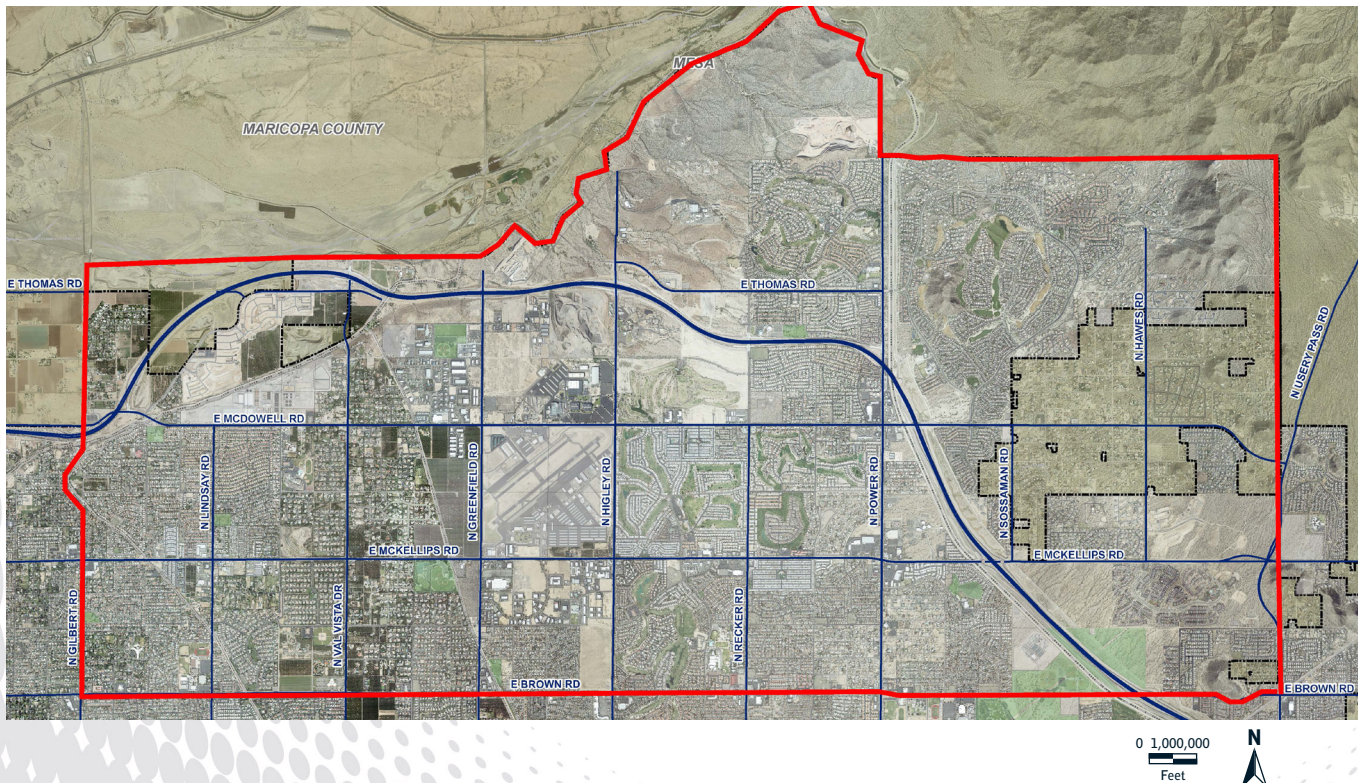 MESA
MARICOPA COUNTY
E THOMAS RD
E THOMAS RD
N HAWES RD
N USERY PASS RD
E MCDOWELL RD
N LINDSAY RD
N GREENFIELD RD
N HIGLEY RD
N POWER RD
N SOSSAMAN RD
E MCKELLIPS RD
E MCKELLIPS RD
N GILBERT RD
N VAL VISTA DR
N RECKER RD
E BROWN RD
E BROWN RD
0 1,000,000
Feet
N